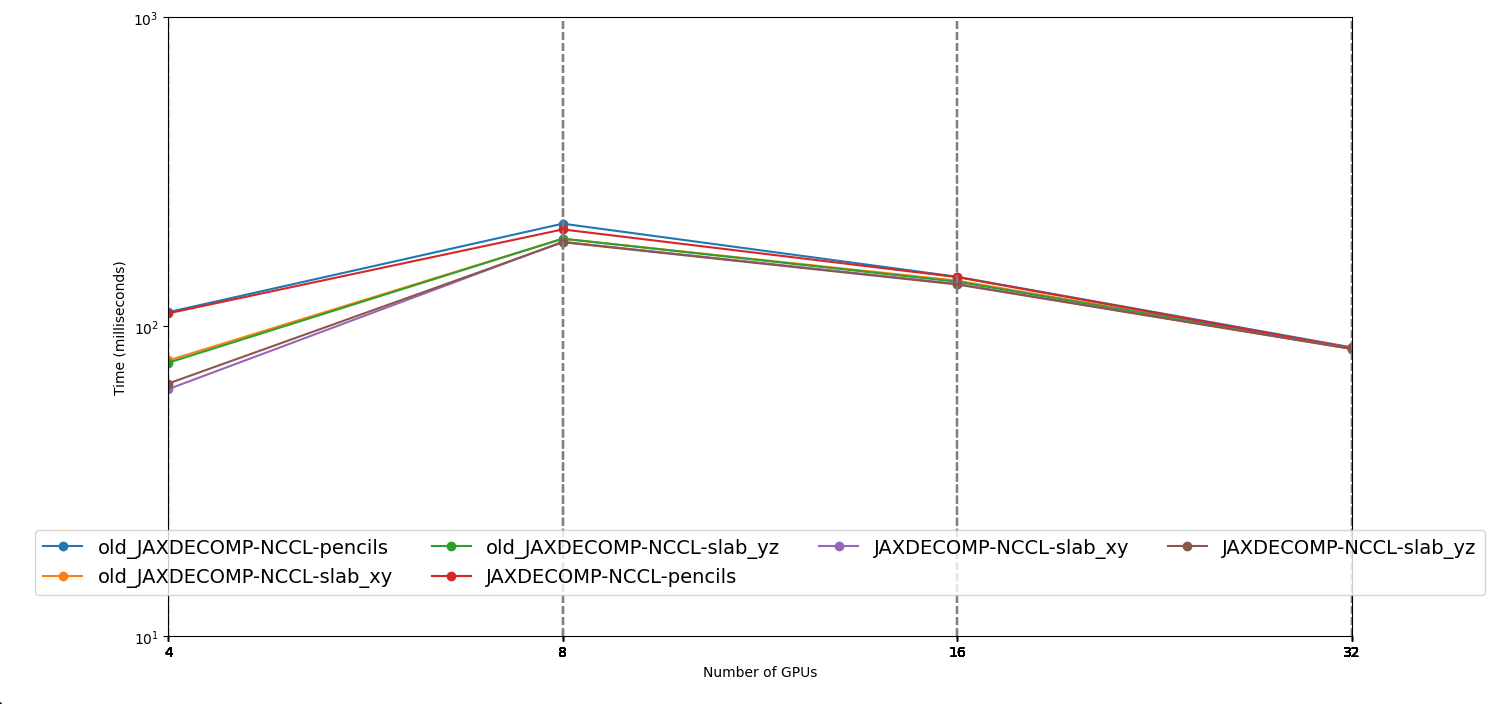 10³
10²
10¹
Time (milliseconds)
old_JAXDECOMP-NCCL-pencils old_JAXDECOMP-NCCL-slab_yz JAXDECOMP-NCCL-slab_xy JAXDECOMP-NCCL-slab_yz
old_JAXDECOMP-NCCL-slab_xy JAXDECOMP-NCCL-pencils
4 8 16 32
Number of GPUs